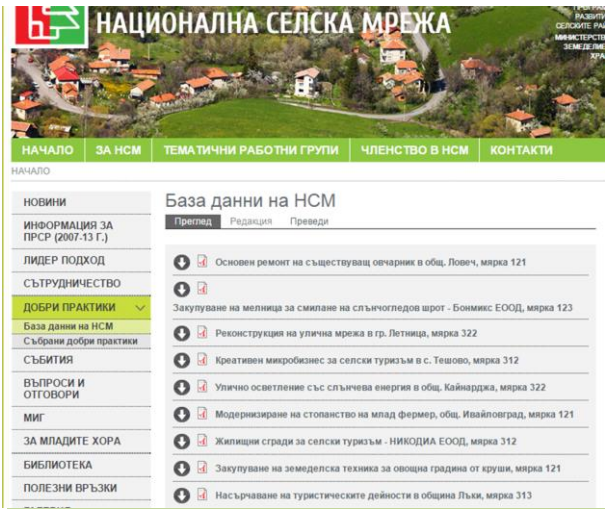 НАЦИОНАЛНА СЕЛСКА МРЕЖА
НАЧАЛО
ЗА НСМ
ТЕМАТИЧНИ РАБОТНИ ГРУПИ
ЧЛЕНСТВО В НСМ
КОНТАКТИ
НАЧАЛО
НОВИНИ
ИНФОРМАЦИЯ ЗА
ПРСР (2007-13 Г.)
ЛИДЕР ПОДХОД
СЪТРУДНИЧЕСТВО
ДОБРИ ПРАКТИКИ
База данни на НСМ
Събрани добри практики
СЪБИТИЯ
ВЪПРОСИ И
ОТГОВОРИ
МИГ
ЗА МЛАДИТЕ ХОРА
БИБЛИОТЕКА
ПОЛЕЗНИ ВРЪЗКИ
База данни на НСМ
Преглед
Редакция
Преведи
Основен ремонт на съществуващ овчарник в общ. Ловеч, мярка 121
Закупуване на мелница за смилане на слънчогледов шрот - Бонмикс ЕООД, мярка 123
Реконструкция на улична мрежа в гр. Летница, мярка 322
Креативен микробизнес за селски туризъм в с. Тешово, мярка 312
Улично осветление със слънчева енергия в общ. Кайнарджа, мярка 322
Модернизиране на стопанство на млад фермер, общ. Ивайловград, мярка 121
Жилищни сгради за селски туризъм - НИКОДИА ЕООД, мярка 312
Закупуване на земеделска техника за овощна градина от круши, мярка 121
Насърчаване на туристическите дейности в община Лъки, мярка 313